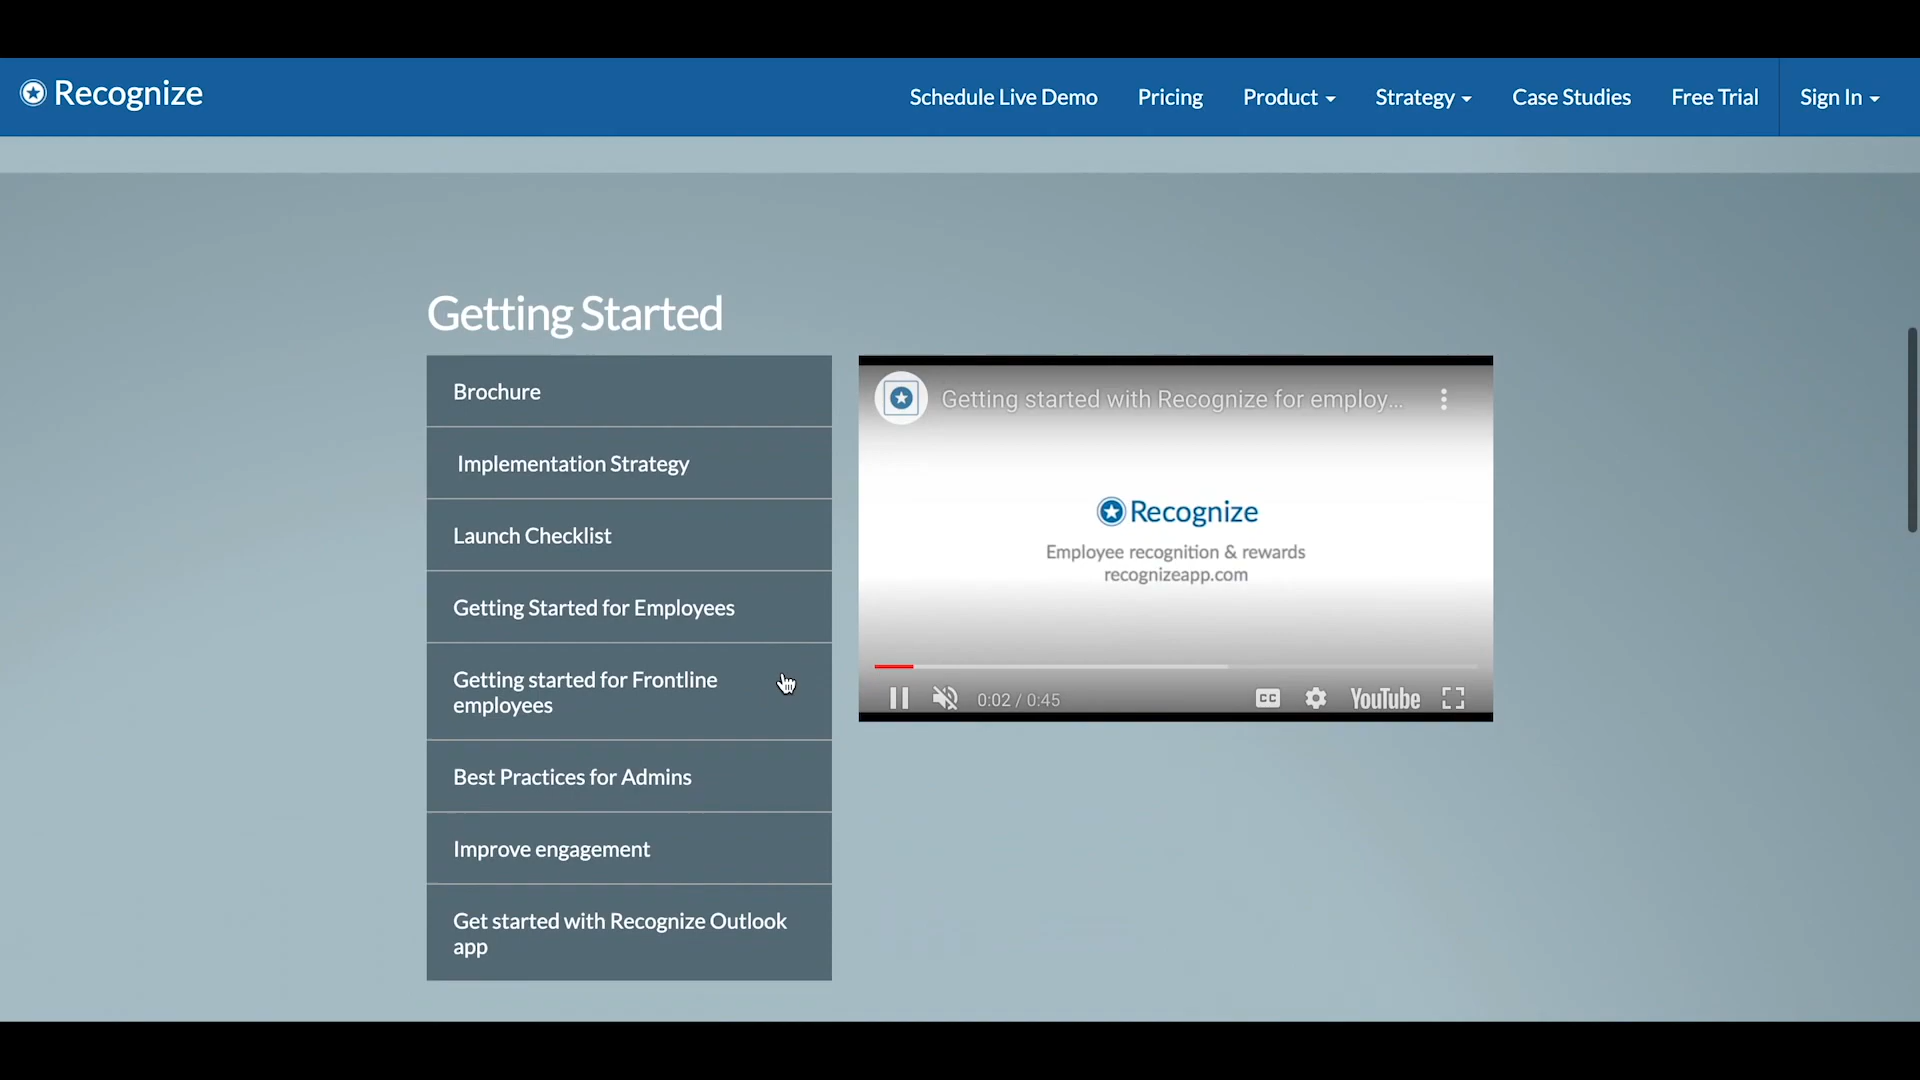 Recognize
Schedule Live Demo
Pricing
Product
Strategy
Case Studies
Free Trial
Sign In
Getting Started
Brochure
Implementation Strategy
Launch Checklist
Getting Started for Employees
Getting started for Frontline
employees
Best Practices for Admins
Improve engagement
Get started with Recognize Outlook
app
Getting started with Recognize for employ...
Recognize
Employee recognition & rewards
recognizeapp.com
0:02 / 0:45
CC
YouTube